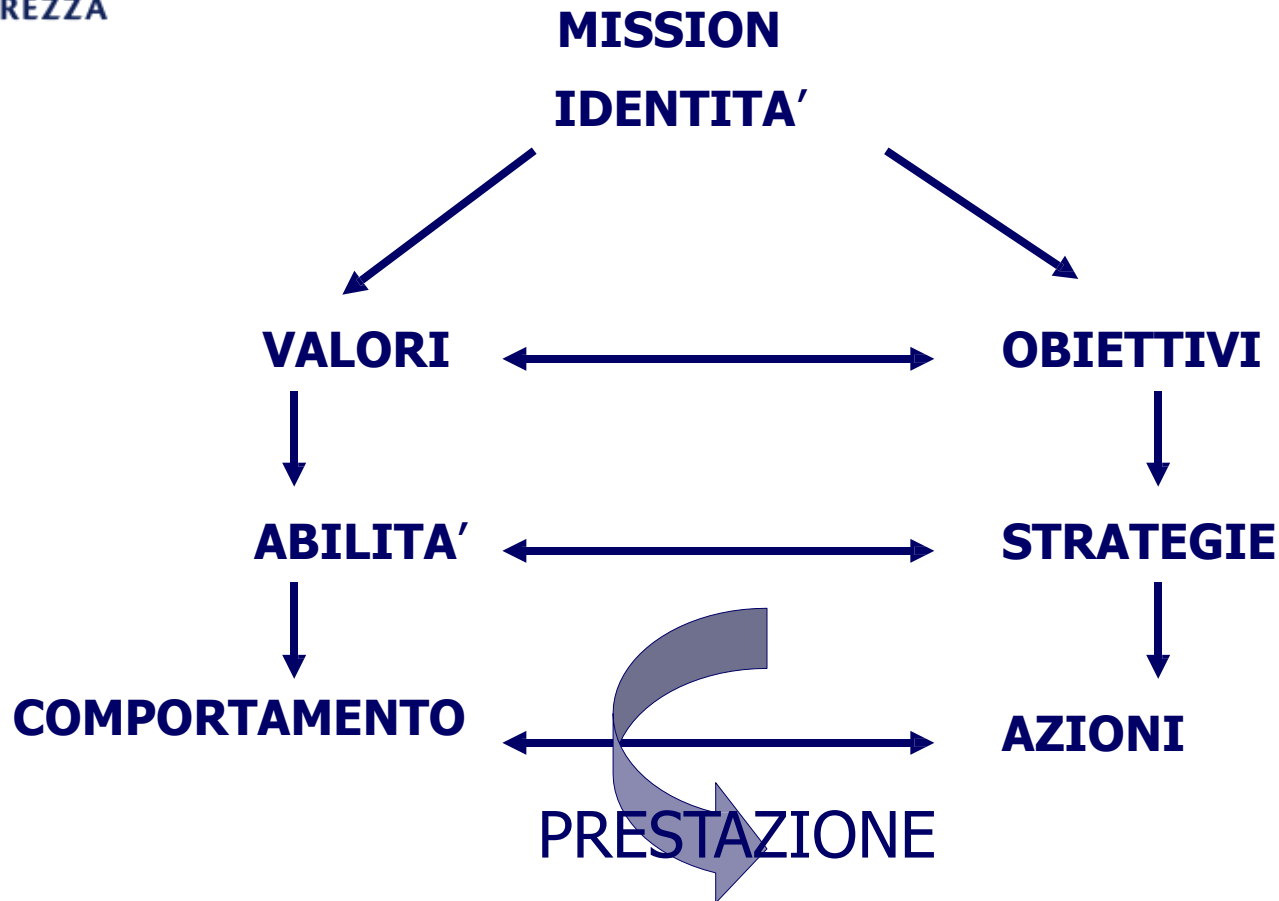 REZZA
MISSION
IDENTITA’
VALORI
OBIETTIVI
ABILITA’
STRATEGIE
COMPORTAMENTO
AZIONI
PRESTAZIONE